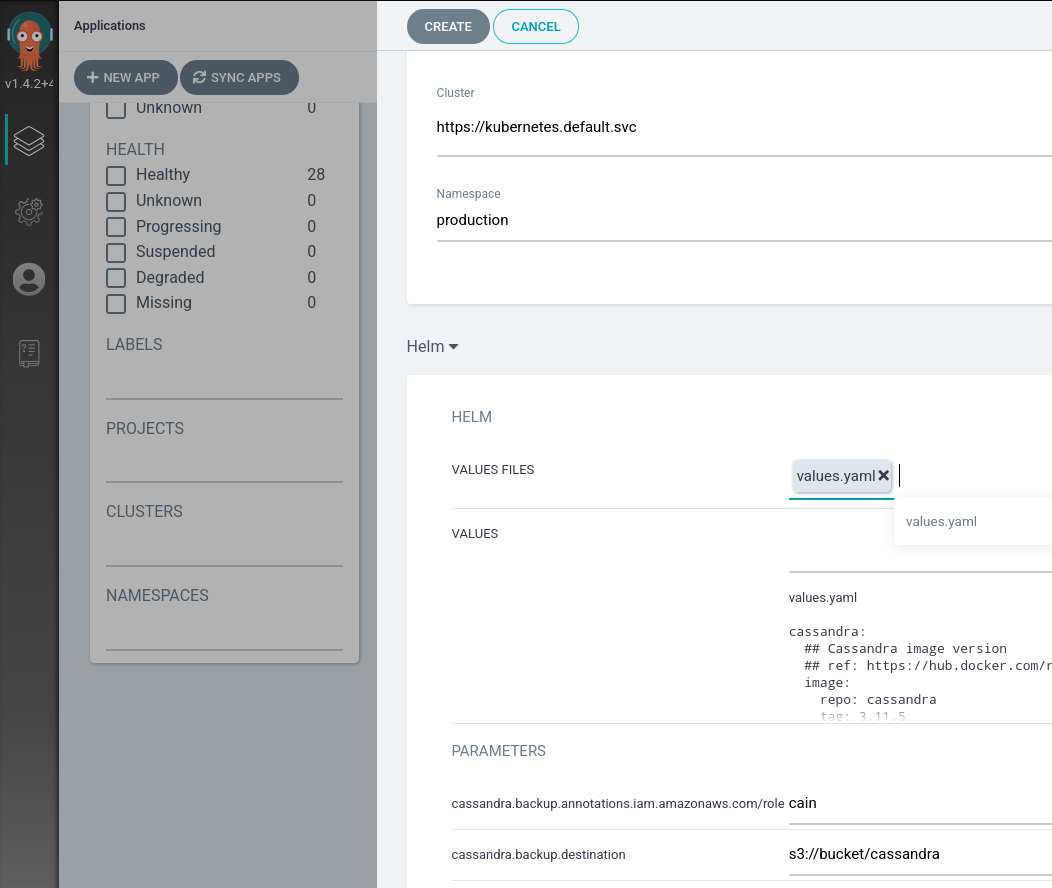 Applications
CREATE CANCEL
v1.4.2+4
NEW APP SYNC APPS
Unknown 0
HEALTH
Healthy 28
Unknown 0
Progressing 0
Suspended 0
Degraded 0
Missing 0
LABELS
PROJECTS
CLUSTERS
NAMESPACES
Cluster
https://kubernetes.default.svc
Namespace
production
Helm
HELM
VALUES FILES values.yaml
values.yaml
VALUES
values.yaml
cassandra:
## Cassandra image version
## ref: https://hub.docker.com/r
image:
repo: cassandra
tag: 3.11.5
PARAMETERS
cassandra.backup.annotations.iam.amazonaws.com/role cain
cassandra.backup.destination s3://bucket/cassandra